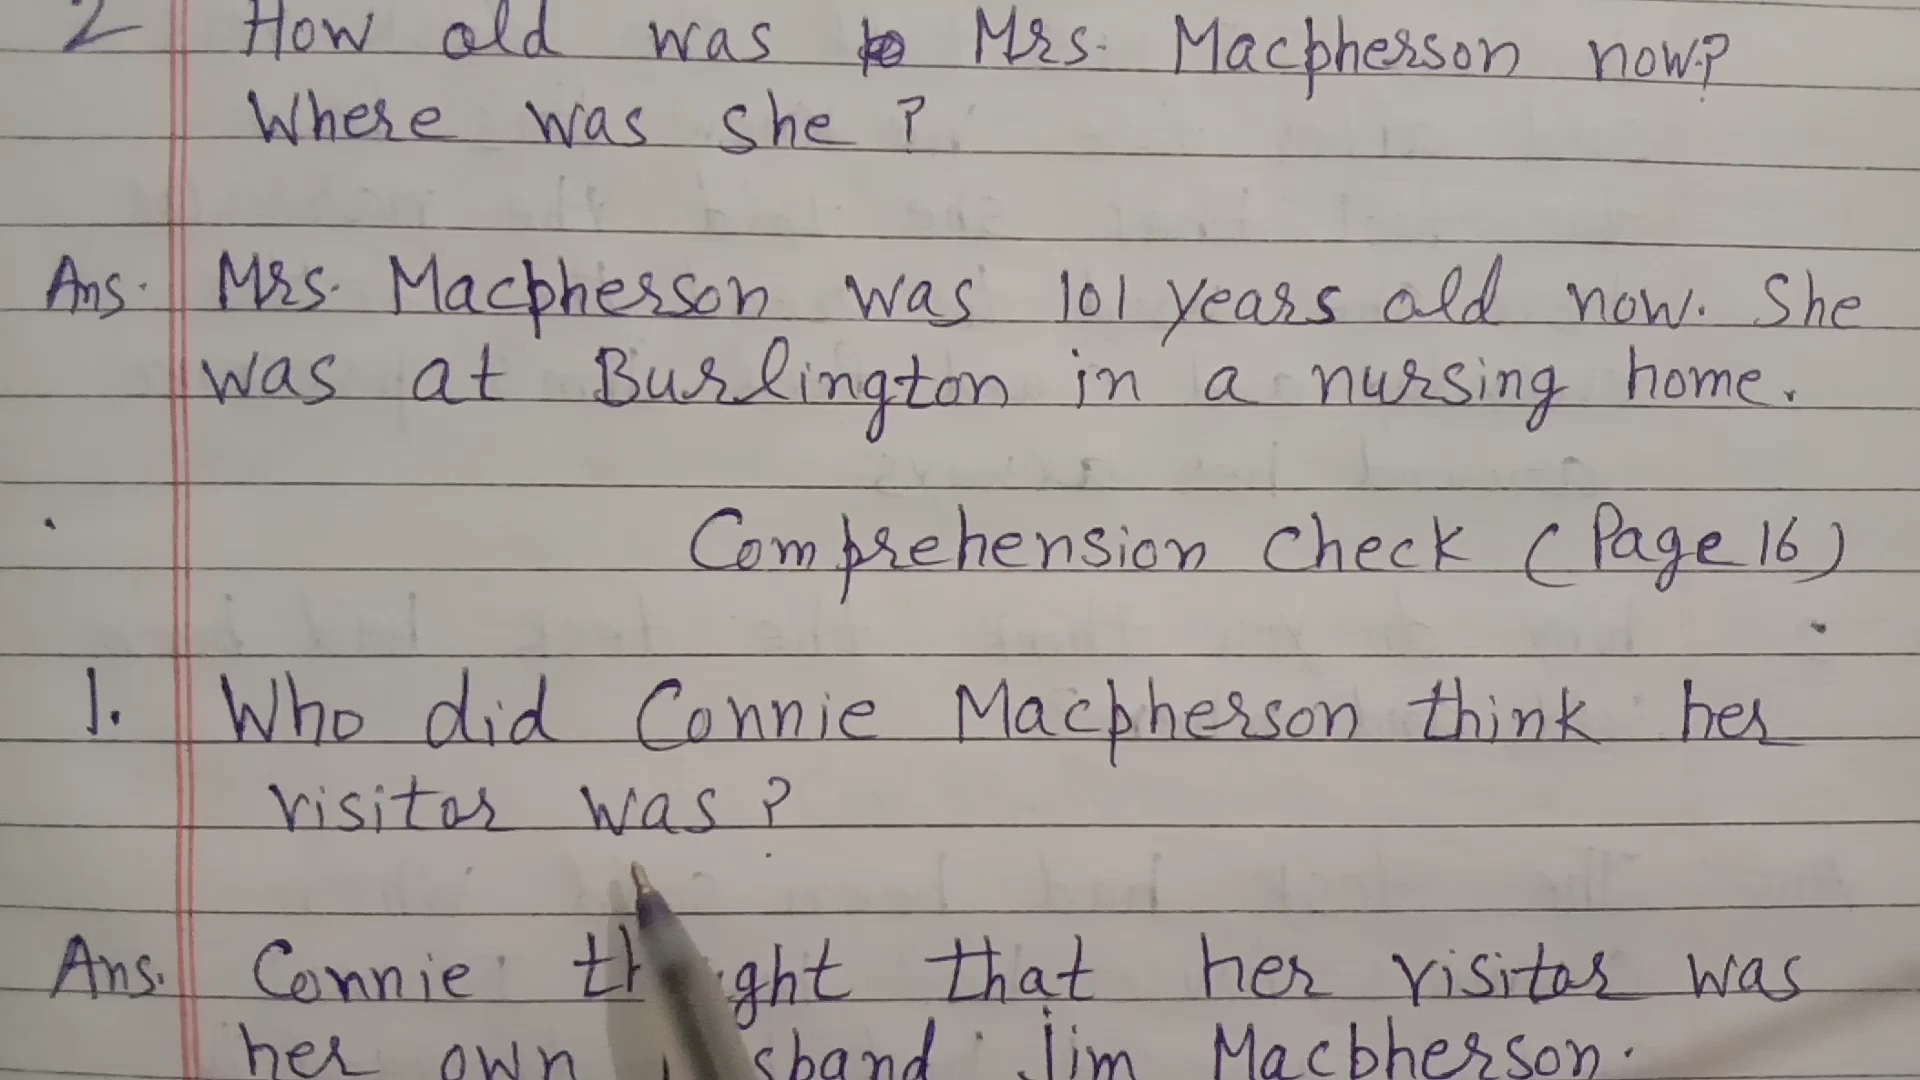 2 How old was Mrs. Macpherson now?
Where was she ?
Ans. Mrs. Macpherson was 101 years old now. She
was at Burlington in a nursing home.
Comprehension Check (Page 16)
1. Who did Connie Macpherson think her
visitor was ?
Ans. Connie that her visitor was
her own Jim Macpherson.